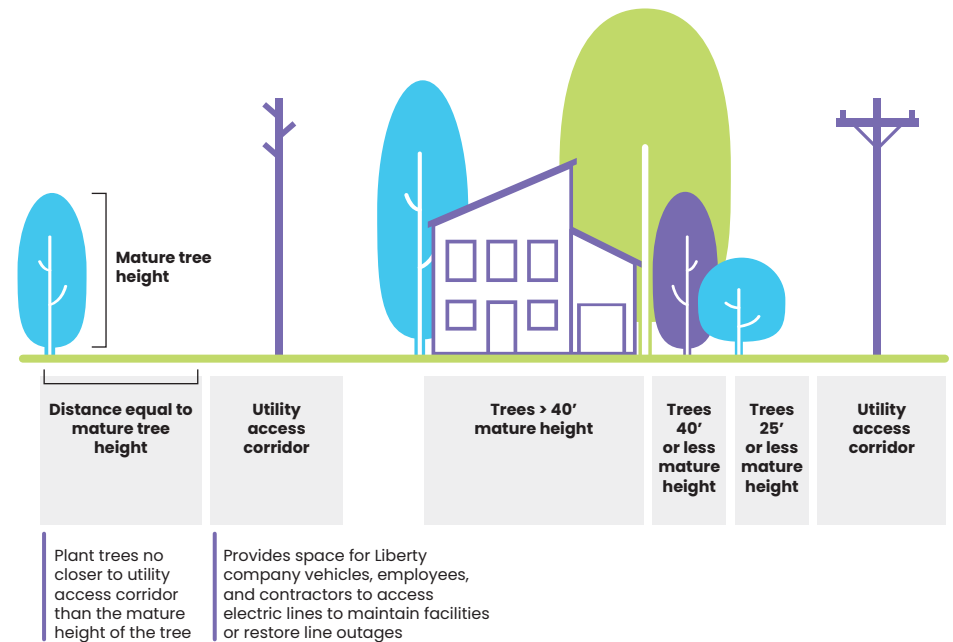 Mature tree
height
Distance equal to
mature tree
height
Utility
access
corridor
Trees > 40’
mature height
Trees
40’
or less
mature
height
Trees
25’
or less
mature
height
Utility
access
corridor
Plant trees no
closer to utility
access corridor
than the mature
height of the tree
Provides space for Liberty
company vehicles, employees,
and contractors to access
electric lines to maintain facilities
or restore line outages